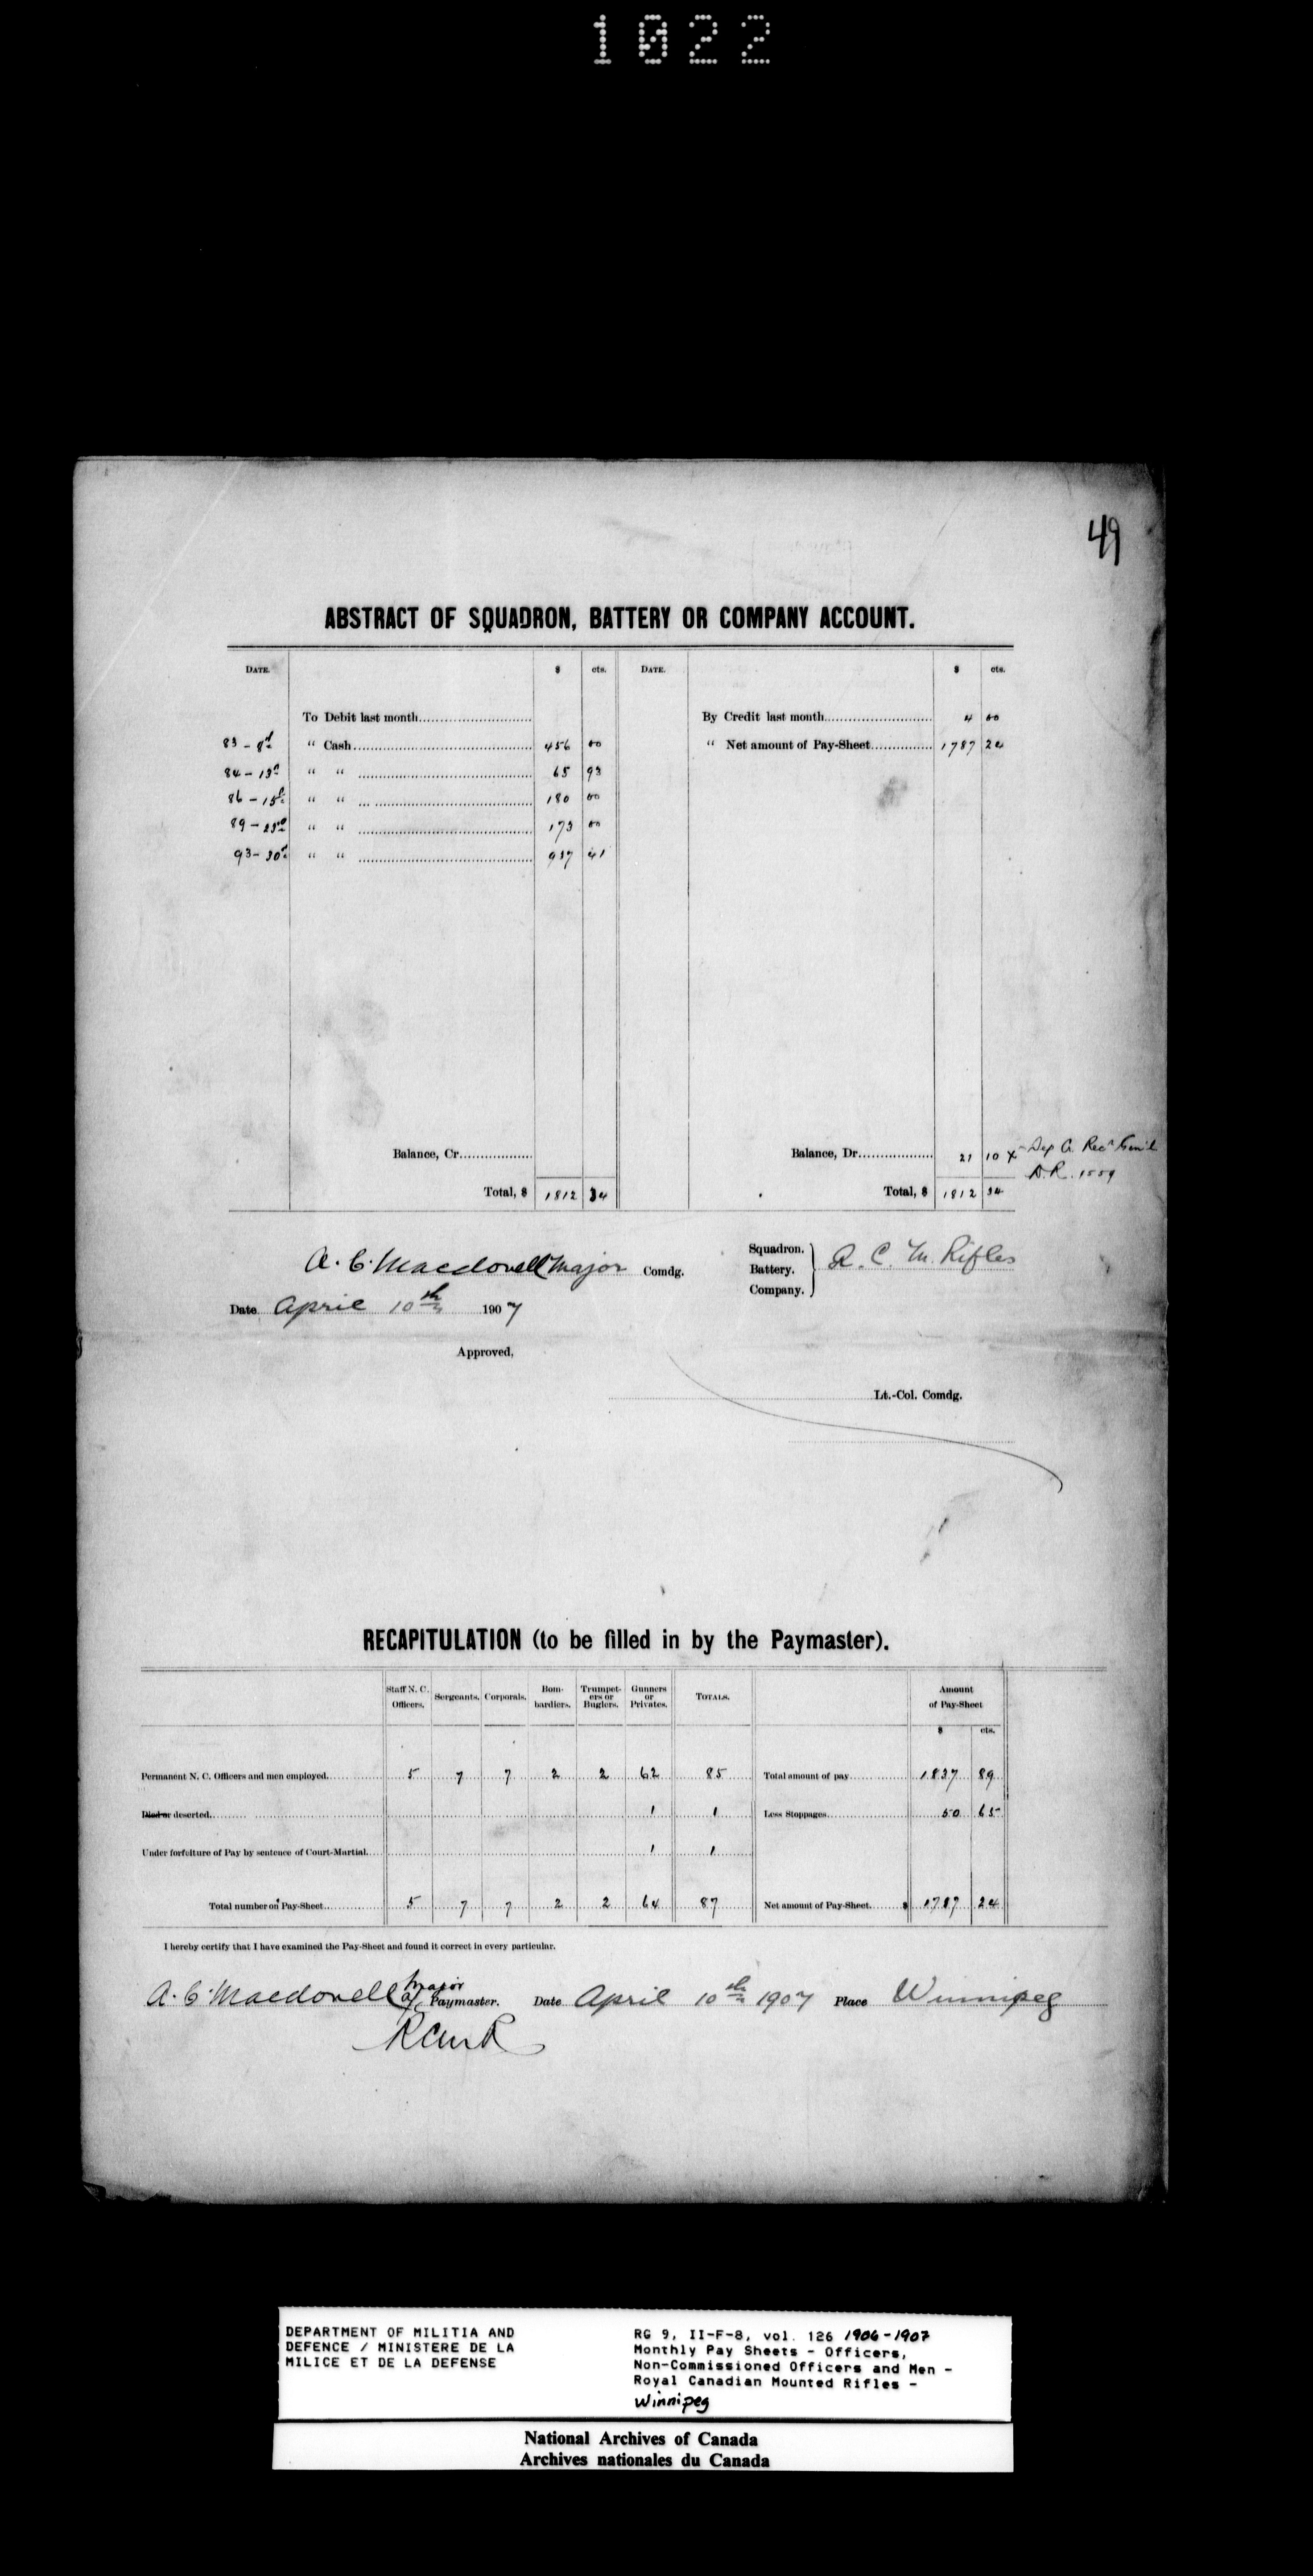 1022
49
ABSTRACT OF SQUADRON, BATTERY OR COMPANY ACCOUNT.
DATE. $ cts. DATE. $ cts.
To Debit last month By Credit last month 4 00
83 - 8th " Cash 456 00 " Net amount of Pay-Sheet 1787 24
84 - 13th " " 65 93
86 - 15th " " 180 00
89 - 23rd " " 173 00
93 - 30th " " 937 41
Balance, Cr. Balance, Dr. 21 10 x Dep G. Rec'r Gen'l
D.R. 1559
Total, $ 1812 34 Total, $ 1812 34
A. C. Macdonell Major Comdg.
Squadron.
Battery. R. C. M. Rifles
Company.
Date April 10th 1907
Approved,
Lt.-Col. Comdg.
RECAPITULATION (to be filled in by the Paymaster).
Staff N. C. Officers. Sergeants. Corporals. Bombardiers. Trumpeters or Buglers. Gunners or Privates. TOTALS. Amount of Pay-Sheet
$ cts.
Permanent N. C. Officers and men employed 5 7 7 2 2 62 85 Total amount of pay 1837 89
Died or deserted 1 1 Less Stoppages 50 65
Under forfeiture of Pay by sentence of Court-Martial 1 1
Total number on Pay-Sheet 5 7 7 2 2 64 87 Net amount of Pay-Sheet $ 1787 24
I hereby certify that I have examined the Pay-Sheet and found it correct in every particular.
A. C. Macdonell Major a/ Paymaster. Date April 10th 1907 Place Winnipeg
RCMR
DEPARTMENT OF MILITIA AND
DEFENCE / MINISTERE DE LA
MILICE ET DE LA DEFENSE
RG 9, II-F-8, vol. 126 1906-1907
Monthly Pay Sheets - Officers,
Non-Commissioned Officers and Men -
Royal Canadian Mounted Rifles -
Winnipeg
National Archives of Canada
Archives nationales du Canada